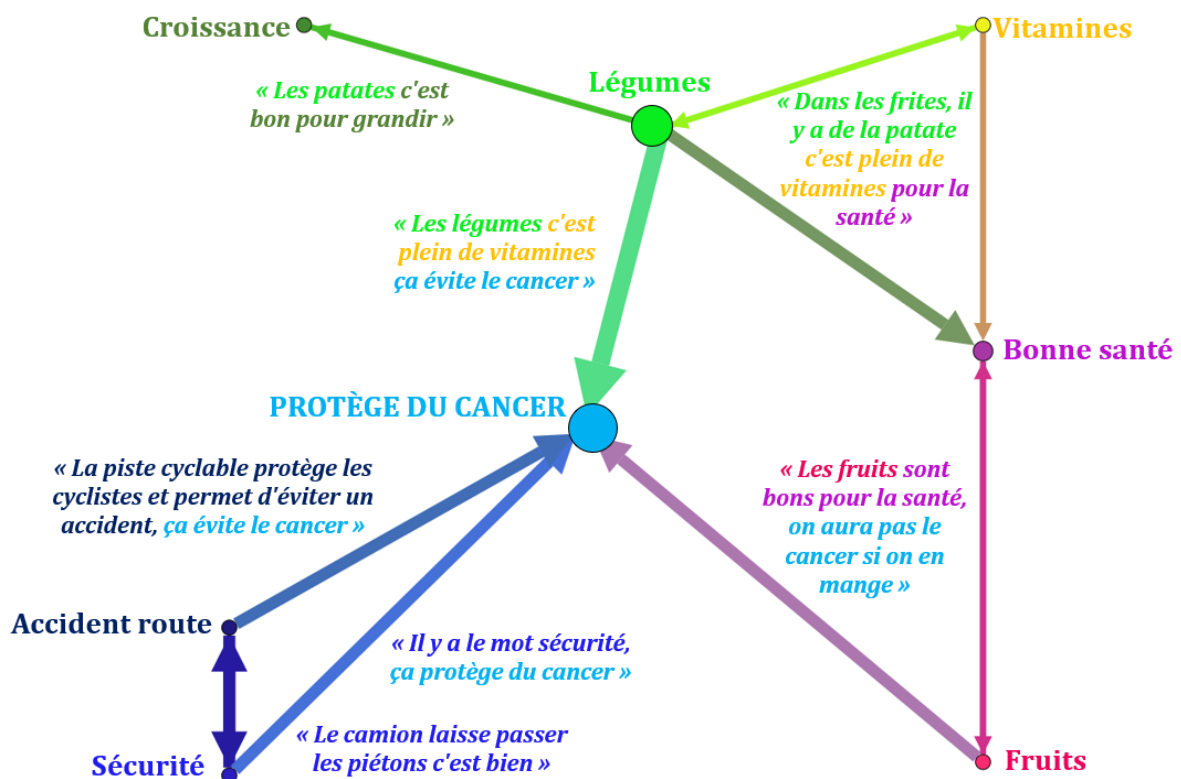 Croissance
Vitamines
Légumes
« Les patates c'est
bon pour grandir »
« Dans les frites, il
y a de la patate
c'est plein de
vitamines pour la
santé »
« Les légumes c'est
plein de vitamines
ça évite le cancer »
Bonne santé
PROTÈGE DU CANCER
« La piste cyclable protège les
cyclistes et permet d'éviter un
accident, ça évite le cancer »
« Les fruits sont
bons pour la santé,
on aura pas le
cancer si on en
mange »
Accident route
« Il y a le mot sécurité,
ça protège du cancer »
« Le camion laisse passer
les piétons c'est bien »
Sécurité
Fruits